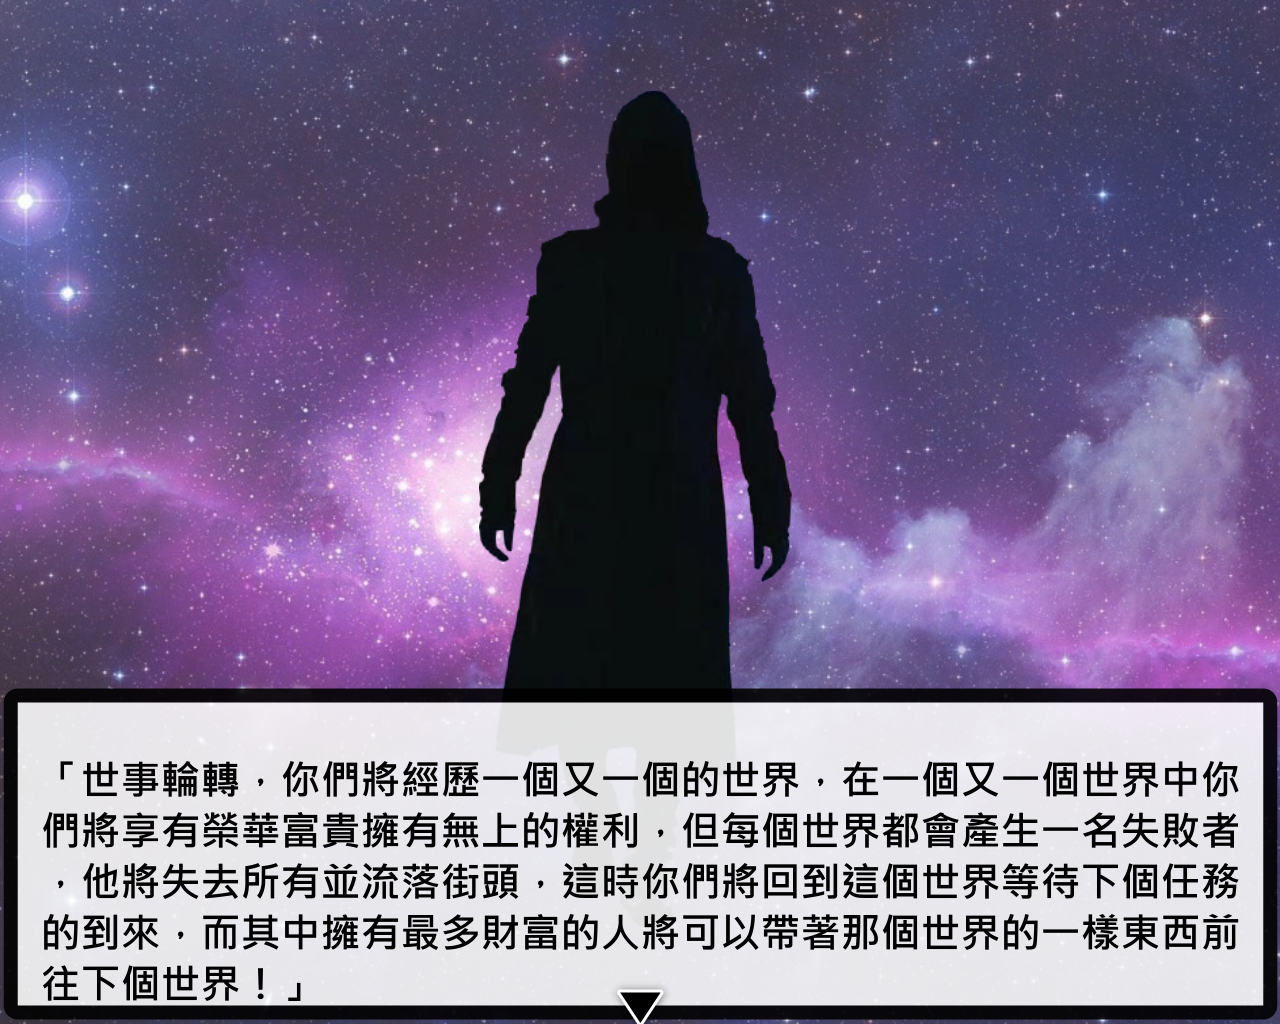 「世事輪轉，你們將經歷一個又一個的世界，在一個又一個世界中你
們將享有榮華富貴擁有無上的權利，但每個世界都會產生一名失敗者
，他將失去所有並流落街頭，這時你們將回到這個世界等待下個任務
的到來，而其中擁有最多財富的人將可以帶著那個世界的一樣東西前
往下個世界！」